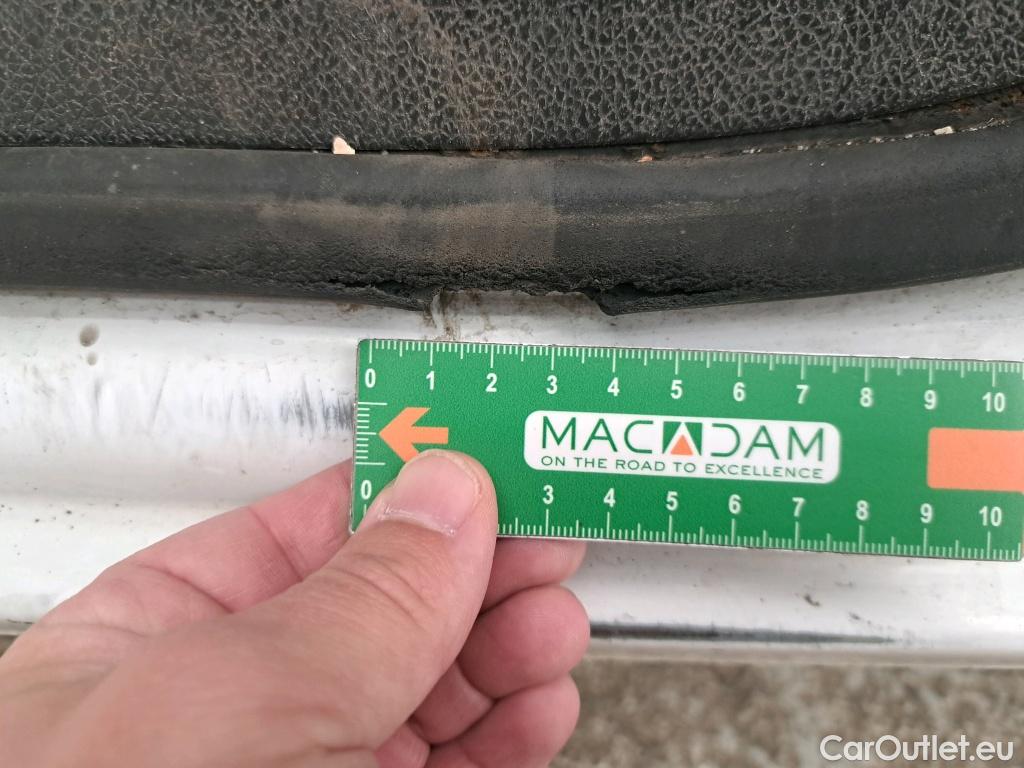 0 1 2 3 4 5 6 7 8 9 10
MACADAM
ON THE ROAD TO EXCELLENCE
0 3 4 5 6 7 8 9 10
CarOutlet.eu